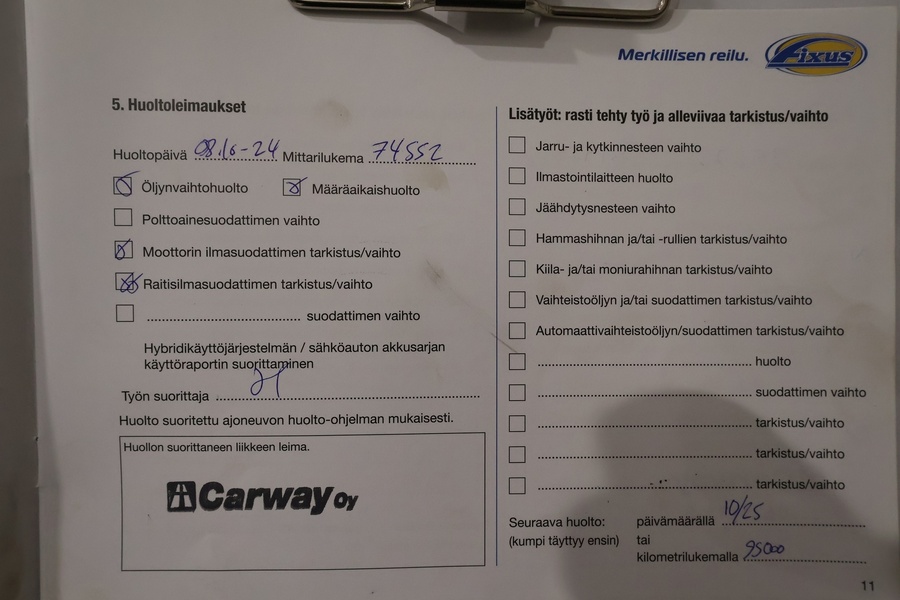 Merkillisen reilu. Fixus
5. Huoltoleimaukset
Huoltopäivä 08.10-24 Mittarilukema 74552
Öljynvaihtohuolto Määräaikaishuolto
Polttoainesuodattimen vaihto
Moottorin ilmasuodattimen tarkistus/vaihto
Raitisilmasuodattimen tarkistus/vaihto
suodattimen vaihto
Hybridikäyttöjärjestelmän / sähköauton akkusarjan
käyttöraportin suorittaminen
Työn suorittaja
Huolto suoritettu ajoneuvon huolto-ohjelman mukaisesti.
Huollon suorittaneen liikkeen leima.
Carway Oy
Lisätyöt: rasti tehty työ ja alleviivaa tarkistus/vaihto
Jarru- ja kytkinnesteen vaihto
Ilmastointilaitteen huolto
Jäähdytysnesteen vaihto
Hammashihnan ja/tai -rullien tarkistus/vaihto
Kiila- ja/tai moniurahihnan tarkistus/vaihto
Vaihteistoöljyn ja/tai suodattimen tarkistus/vaihto
Automaattivaihteistoöljyn/suodattimen tarkistus/vaihto
huolto
suodattimen vaihto
tarkistus/vaihto
tarkistus/vaihto
tarkistus/vaihto
Seuraava huolto: päivämäärällä 10/25
(kumpi täyttyy ensin) tai
kilometrilukemalla 95000
11